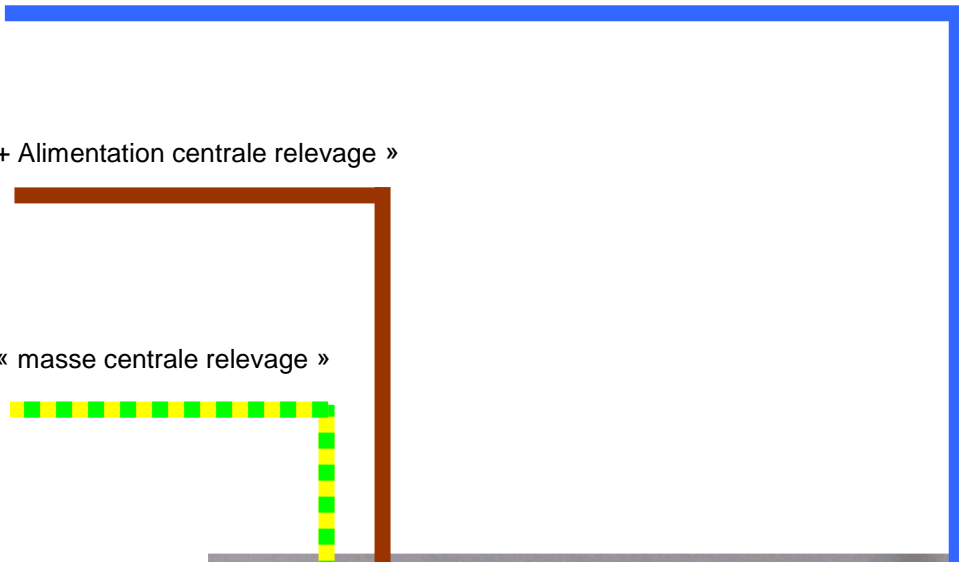 + Alimentation centrale relevage »
« masse centrale relevage »